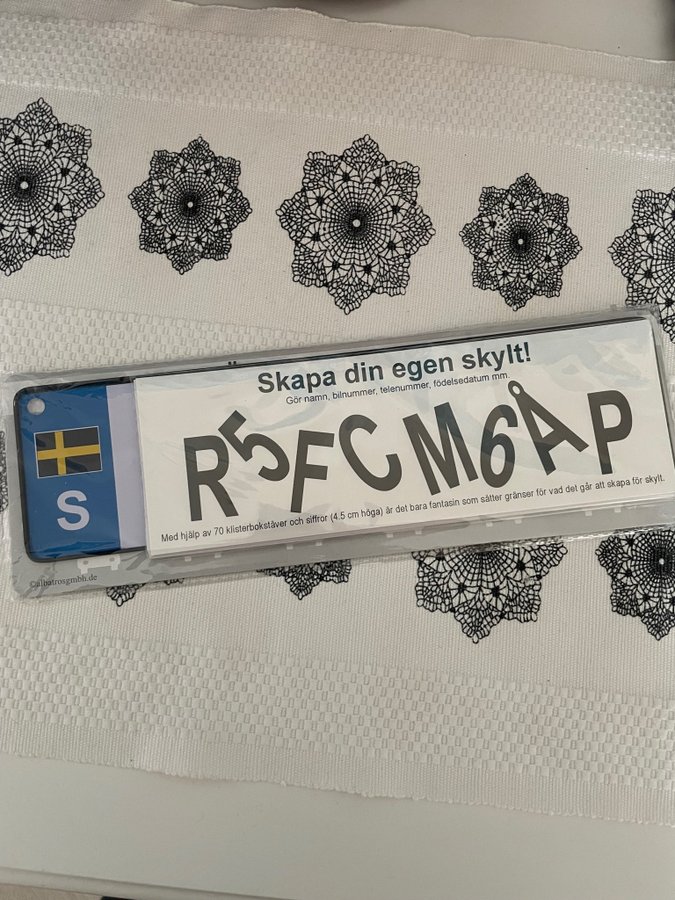 Skapa din egen skylt!
Gör namn, bilnummer, telenummer, födelsedatum mm.
R5FCM6ÅP
Med hjälp av 70 klisterbokstäver och siffror (4.5 cm höga) är det bara fantasin som sätter gränser för vad det går att skapa för skylt.
S
©albatrosgmbh.de